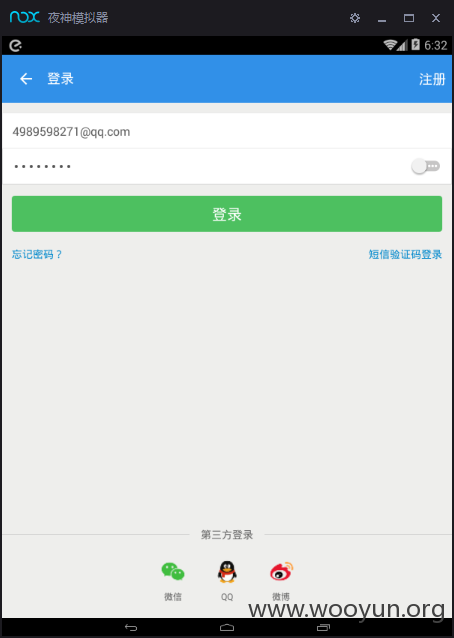 nox 夜神模拟器
6:32
登录 注册
4989598271@qq.com
••••••••
登录
忘记密码？ 短信验证码登录
第三方登录
微信 QQ 微博
www.wooyun.org